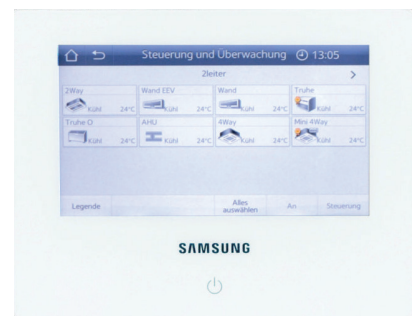 Steuerung und Überwachung 13:05
2leiter
2Way Wand EEV Wand Truhe
Kühl 24°C Kühl 24°C Kühl 24°C Kühl 24°C
Truhe O AHU 4Way Mini 4Way
Kühl 24°C Kühl 24°C Kühl 24°C Kühl 24°C
Legende Alles auswählen An Steuerung
SAMSUNG